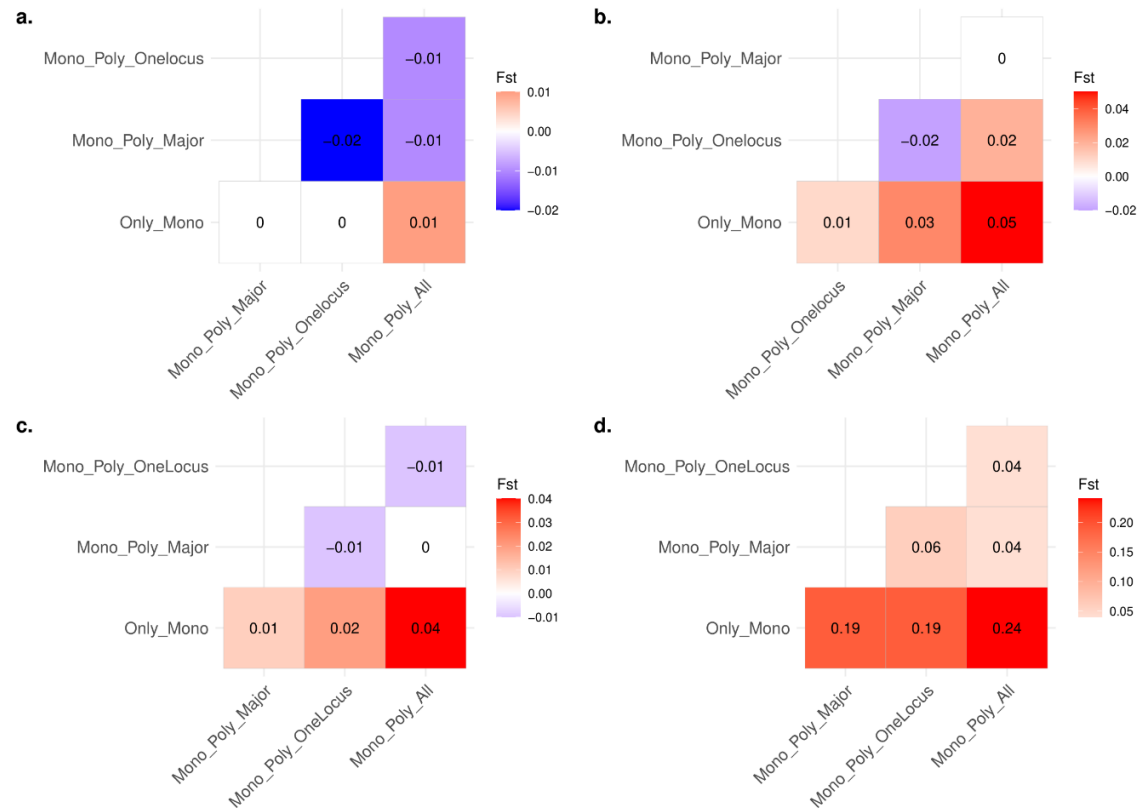 a.
Mono_Poly_Onelocus
Mono_Poly_Major
Only_Mono
−0.01
−0.02
−0.01
0
0
0.01
Mono_Poly_Major
Mono_Poly_Onelocus
Mono_Poly_All
Fst
0.01
0.00
−0.01
−0.02
b.
Mono_Poly_Major
Mono_Poly_Onelocus
Only_Mono
0
−0.02
0.02
0.01
0.03
0.05
Mono_Poly_Onelocus
Mono_Poly_Major
Mono_Poly_All
Fst
0.04
0.02
0.00
−0.02
c.
Mono_Poly_OneLocus
Mono_Poly_Major
Only_Mono
−0.01
−0.01
0
0.01
0.02
0.04
Mono_Poly_Major
Mono_Poly_OneLocus
Mono_Poly_All
Fst
0.04
0.03
0.02
0.01
0.00
−0.01
d.
Mono_Poly_OneLocus
Mono_Poly_Major
Only_Mono
0.04
0.06
0.04
0.19
0.19
0.24
Mono_Poly_Major
Mono_Poly_OneLocus
Mono_Poly_All
Fst
0.20
0.15
0.10
0.05